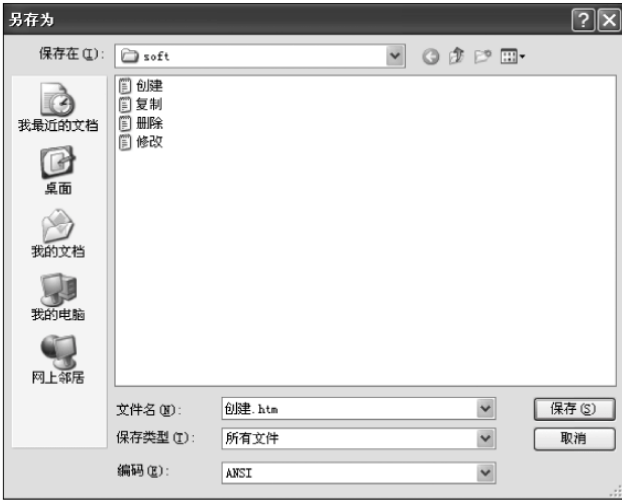 另存为
保存在(I):
soft
创建
复制
删除
修改
我最近的文档
桌面
我的文档
我的电脑
网上邻居
文件名(N):
创建.htm
保存(S)
保存类型(T):
所有文件
取消
编码(E):
ANSI